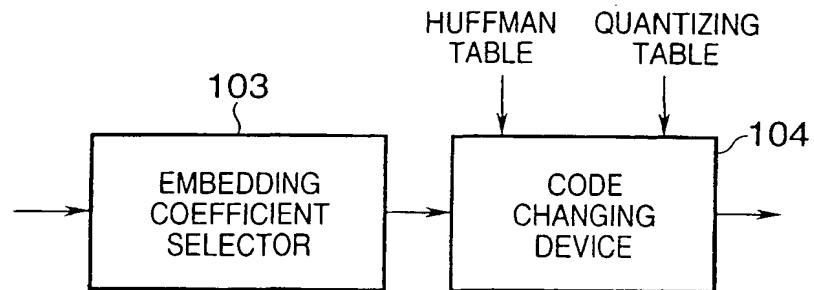 HUFFMAN TABLE
QUANTIZING TABLE
103
104
EMBEDDING
COEFFICIENT
SELECTOR
CODE
CHANGING
DEVICE